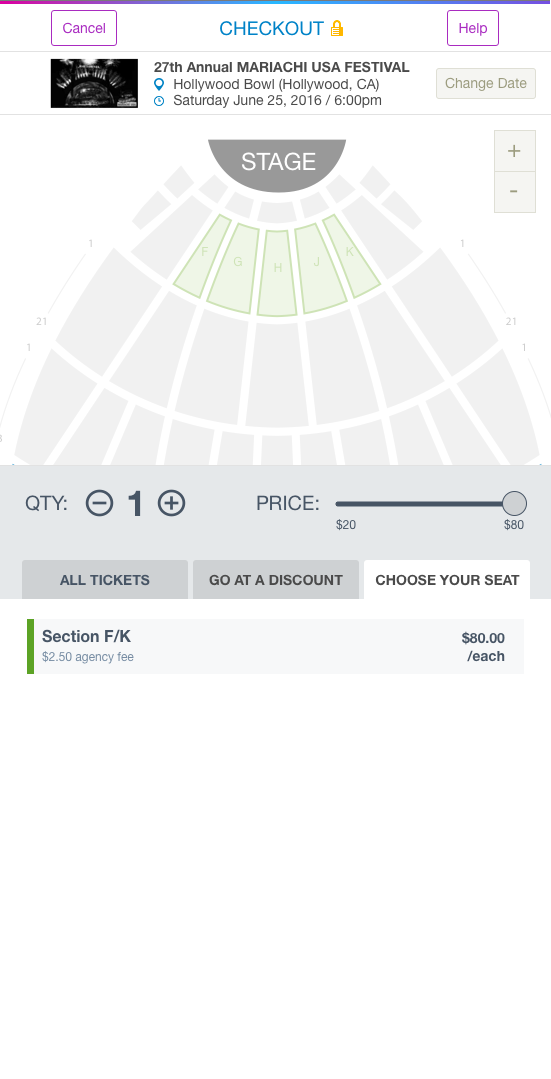 Cancel
CHECKOUT
Help
27th Annual MARIACHI USA FESTIVAL
Hollywood Bowl (Hollywood, CA)
Saturday June 25, 2016 / 6:00pm
Change Date
STAGE
+
-
F
G
H
J
K
1
1
21
21
1
1
QTY:
1
PRICE:
$20
$80
ALL TICKETS
GO AT A DISCOUNT
CHOOSE YOUR SEAT
Section F/K
$80.00
$2.50 agency fee
/each